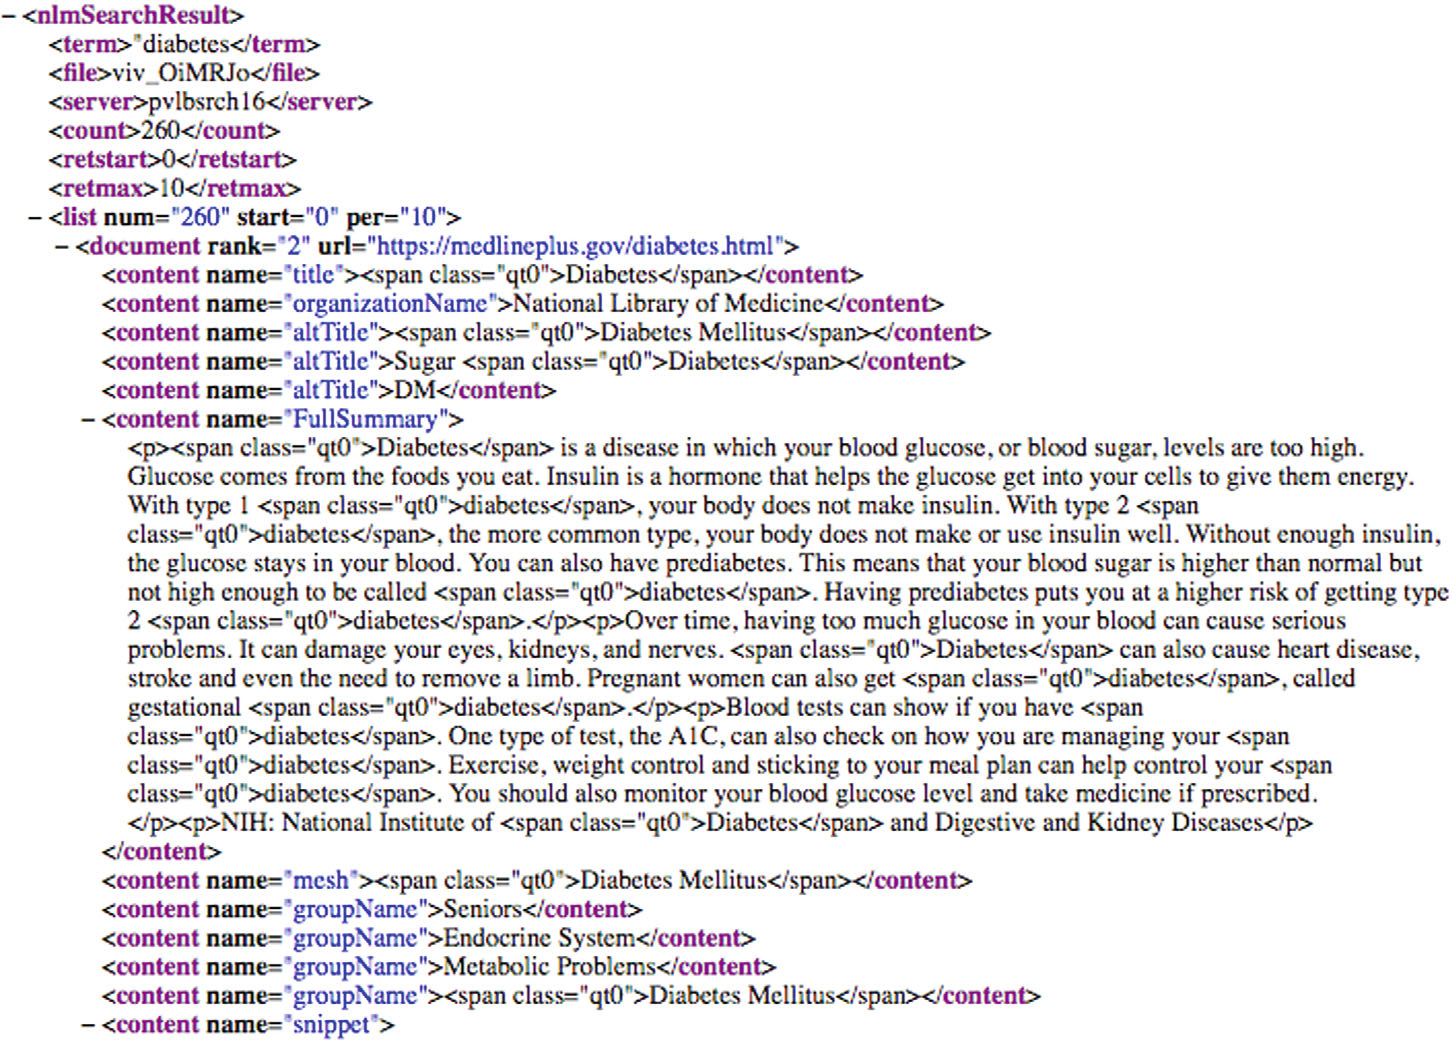 − <nlmSearchResult>
<term>"diabetes</term>
<file>viv_OiMRJo</file>
<server>pvlbsrch16</server>
<count>260</count>
<retstart>0</retstart>
<retmax>10</retmax>
− <list num="260" start="0" per="10">
− <document rank="2" url="https://medlineplus.gov/diabetes.html">
<content name="title"><span class="qt0">Diabetes</span></content>
<content name="organizationName">National Library of Medicine</content>
<content name="altTitle"><span class="qt0">Diabetes Mellitus</span></content>
<content name="altTitle">Sugar <span class="qt0">Diabetes</span></content>
<content name="altTitle">DM</content>
− <content name="FullSummary">
<p><span class="qt0">Diabetes</span> is a disease in which your blood glucose, or blood sugar, levels are too high.
Glucose comes from the foods you eat. Insulin is a hormone that helps the glucose get into your cells to give them energy.
With type 1 <span class="qt0">diabetes</span>, your body does not make insulin. With type 2 <span
class="qt0">diabetes</span>, the more common type, your body does not make or use insulin well. Without enough insulin,
the glucose stays in your blood. You can also have prediabetes. This means that your blood sugar is higher than normal but
not high enough to be called <span class="qt0">diabetes</span>. Having prediabetes puts you at a higher risk of getting type
2 <span class="qt0">diabetes</span>.</p><p>Over time, having too much glucose in your blood can cause serious
problems. It can damage your eyes, kidneys, and nerves. <span class="qt0">Diabetes</span> can also cause heart disease,
stroke and even the need to remove a limb. Pregnant women can also get <span class="qt0">diabetes</span>, called
gestational <span class="qt0">diabetes</span>.</p><p>Blood tests can show if you have <span
class="qt0">diabetes</span>. One type of test, the A1C, can also check on how you are managing your <span
class="qt0">diabetes</span>. Exercise, weight control and sticking to your meal plan can help control your <span
class="qt0">diabetes</span>. You should also monitor your blood glucose level and take medicine if prescribed.
</p><p>NIH: National Institute of <span class="qt0">Diabetes</span> and Digestive and Kidney Diseases</p>
</content>
<content name="mesh"><span class="qt0">Diabetes Mellitus</span></content>
<content name="groupName">Seniors</content>
<content name="groupName">Endocrine System</content>
<content name="groupName">Metabolic Problems</content>
<content name="groupName"><span class="qt0">Diabetes Mellitus</span></content>
− <content name="snippet">